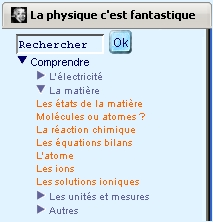 La physique c'est fantastique
Rechercher Ok
Comprendre
L'électricité
La matière
Les états de la matière
Molécules ou atomes ?
La réaction chimique
Les équations bilans
L'atome
Les ions
Les solutions ioniques
Les unités et mesures
Autres